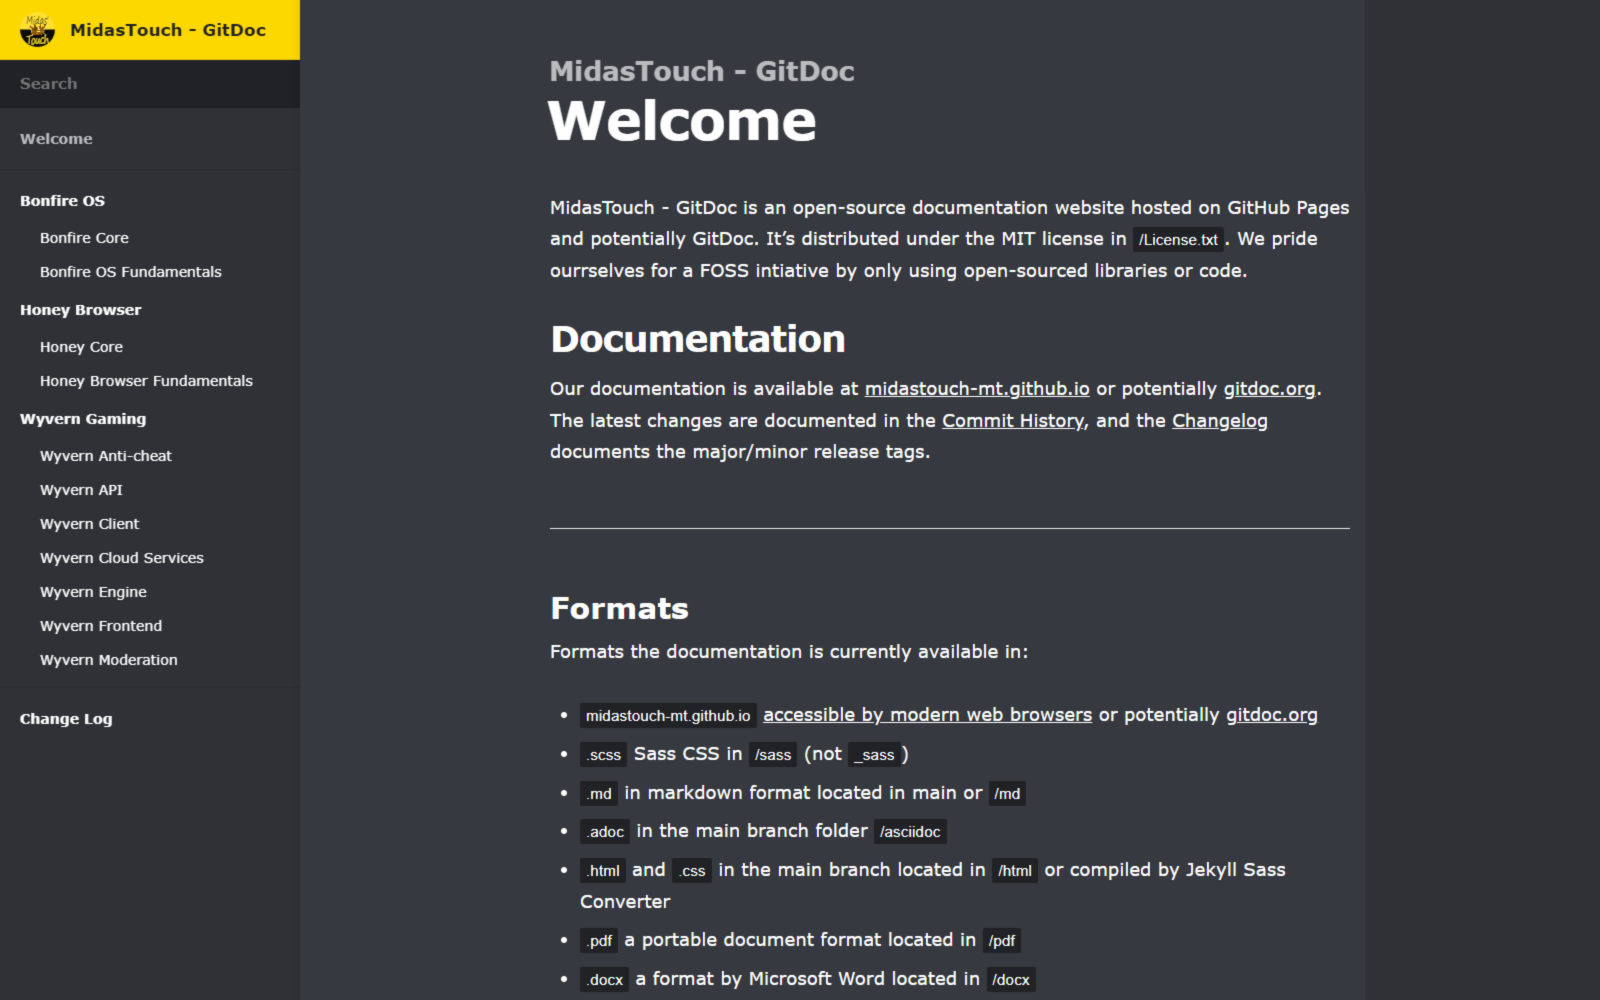 Midas
Touch
MidasTouch - GitDoc
Search
Welcome
Bonfire OS
Bonfire Core
Bonfire OS Fundamentals
Honey Browser
Honey Core
Honey Browser Fundamentals
Wyvern Gaming
Wyvern Anti-cheat
Wyvern API
Wyvern Client
Wyvern Cloud Services
Wyvern Engine
Wyvern Frontend
Wyvern Moderation
Change Log
MidasTouch - GitDoc
Welcome
MidasTouch - GitDoc is an open-source documentation website hosted on GitHub Pages
and potentially GitDoc. It’s distributed under the MIT license in /License.txt. We pride
ourrselves for a FOSS intiative by only using open-sourced libraries or code.
Documentation
Our documentation is available at midastouch-mt.github.io or potentially gitdoc.org.
The latest changes are documented in the Commit History, and the Changelog
documents the major/minor release tags.
Formats
Formats the documentation is currently available in:
• midastouch-mt.github.io accessible by modern web browsers or potentially gitdoc.org
• .scss Sass CSS in /sass (not _sass)
• .md in markdown format located in main or /md
• .adoc in the main branch folder /asciidoc
• .html and .css in the main branch located in /html or compiled by Jekyll Sass
Converter
• .pdf a portable document format located in /pdf
• .docx a format by Microsoft Word located in /docx